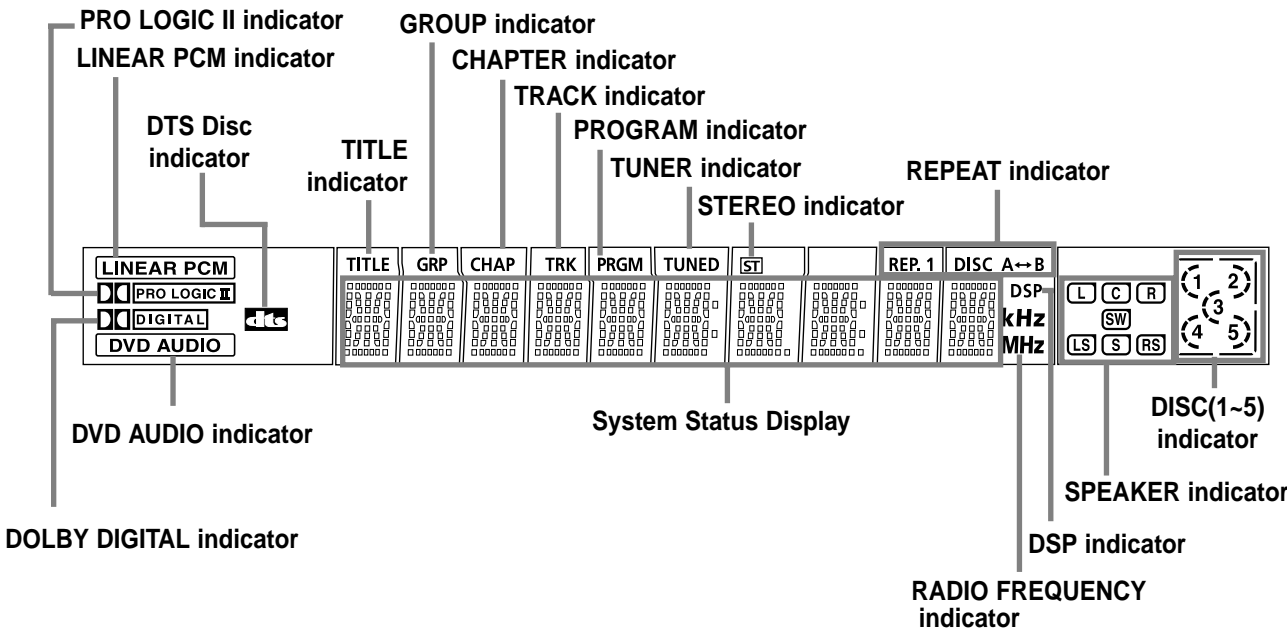 PRO LOGIC II indicator
GROUP indicator
LINEAR PCM indicator
CHAPTER indicator
TRACK indicator
DTS Disc
indicator
PROGRAM indicator
TITLE
indicator
TUNER indicator
REPEAT indicator
STEREO indicator
LINEAR PCM
TITLE GRP CHAP TRK PRGM TUNED ST REP. 1 DISC A↔B
PRO LOGIC II
DIGITAL
dts
DVD AUDIO
DSP
kHz
MHz
L C R
SW
LS S RS
1 2
3
4 5
DVD AUDIO indicator
System Status Display
DISC(1~5)
indicator
SPEAKER indicator
DOLBY DIGITAL indicator
DSP indicator
RADIO FREQUENCY
indicator